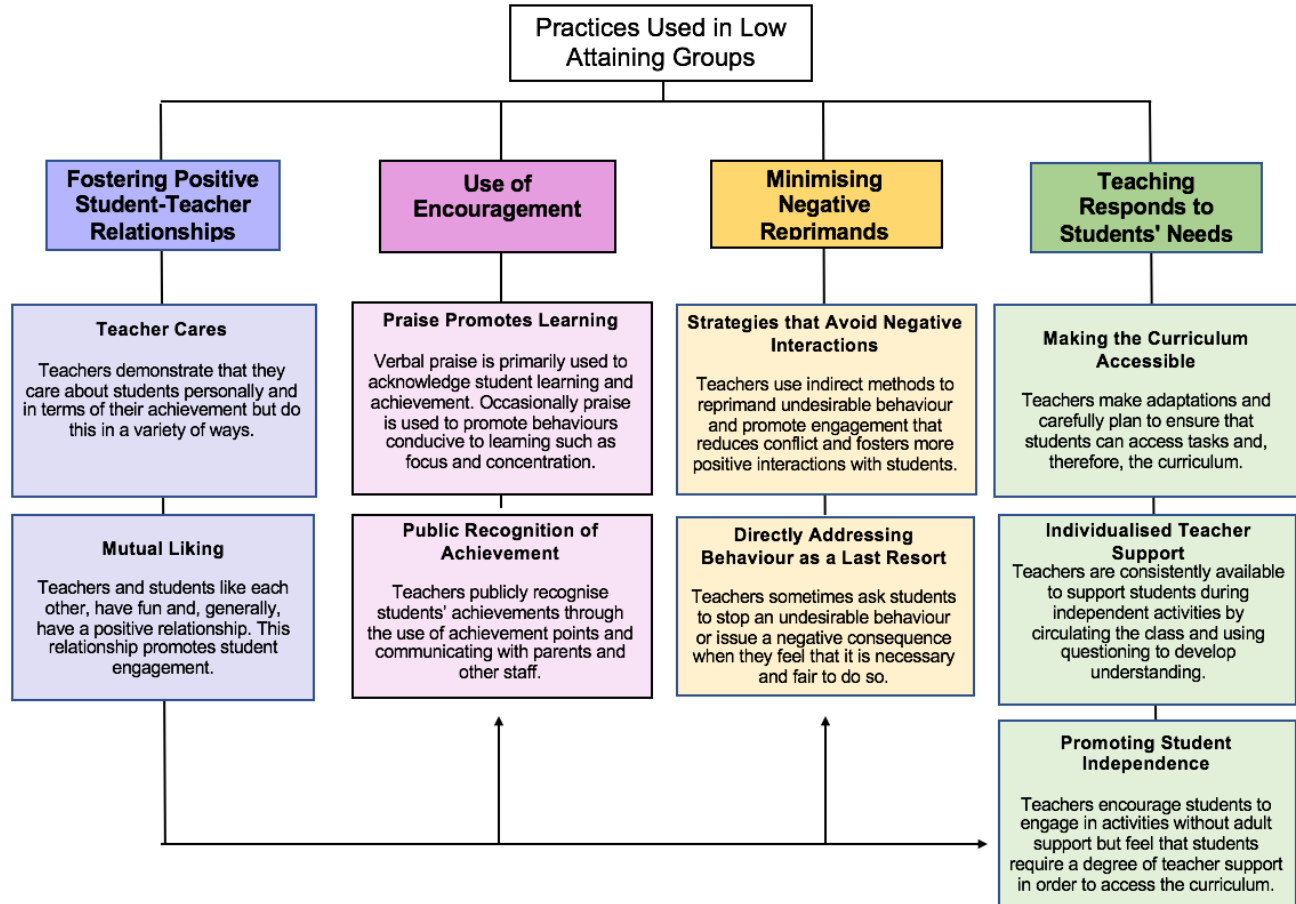 Practices Used in Low
Attaining Groups
Fostering Positive
Student-Teacher
Relationships
Teacher Cares
Teachers demonstrate that they
care about students personally and
in terms of their achievement but do
this in a variety of ways.
Mutual Liking
Teachers and students like each
other, have fun and, generally,
have a positive relationship. This
relationship promotes student
engagement.
Use of
Encouragement
Praise Promotes Learning
Verbal praise is primarily used to
acknowledge student learning and
achievement. Occasionally praise
is used to promote behaviours
conducive to learning such as
focus and concentration.
Public Recognition of
Achievement
Teachers publicly recognise
students' achievements through
the use of achievement points and
communicating with parents and
other staff.
Minimising
Negative
Reprimands
Strategies that Avoid Negative
Interactions
Teachers use indirect methods to
reprimand undesirable behaviour
and promote engagement that
reduces conflict and fosters more
positive interactions with students.
Directly Addressing
Behaviour as a Last Resort
Teachers sometimes ask students
to stop an undesirable behaviour
or issue a negative consequence
when they feel that it is necessary
and fair to do so.
Teaching
Responds to
Students' Needs
Making the Curriculum
Accessible
Teachers make adaptations and
carefully plan to ensure that
students can access tasks and,
therefore, the curriculum.
Individualised Teacher
Support
Teachers are consistently available
to support students during
independent activities by
circulating the class and using
questioning to develop
understanding.
Promoting Student
Independence
Teachers encourage students to
engage in activities without adult
support but feel that students
require a degree of teacher support
in order to access the curriculum.